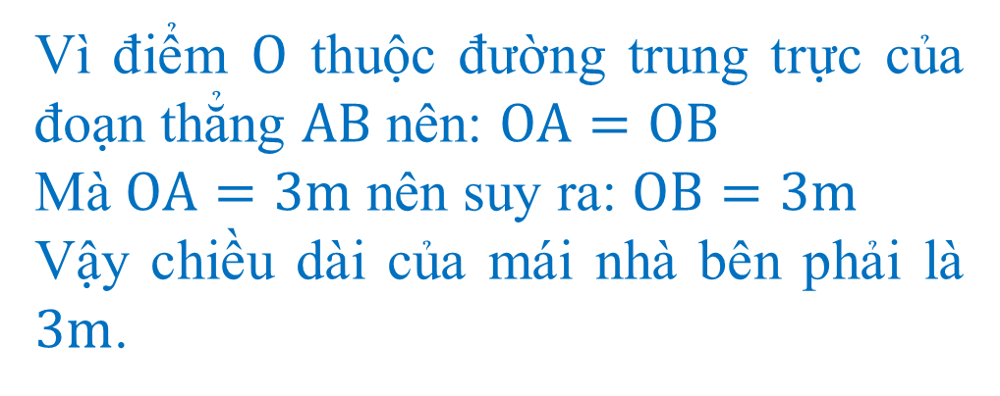 Vì điểm O thuộc đường trung trực của
đoạn thẳng AB nên: OA = OB
Mà OA = 3m nên suy ra: OB = 3m
Vậy chiều dài của mái nhà bên phải là
3m.